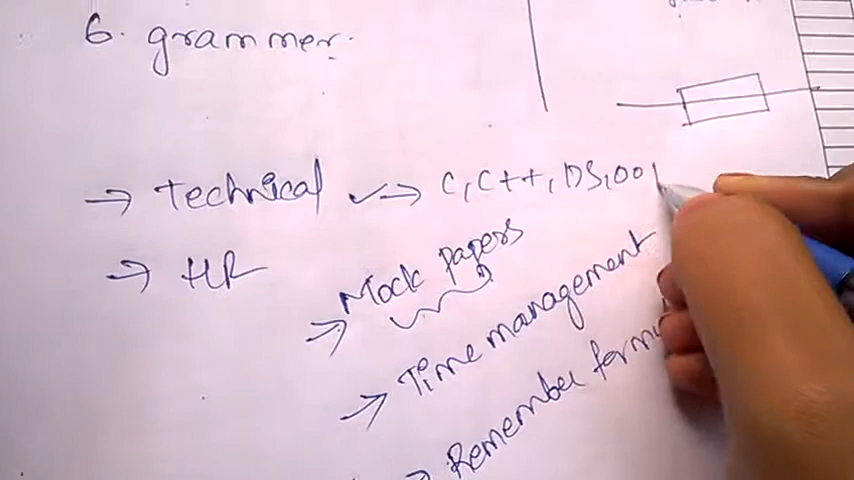 6. grammer.
→ Technical ✓→ C, C++, DS, OO
→ HR
→ Mock papers
→ Time management
→ Remember